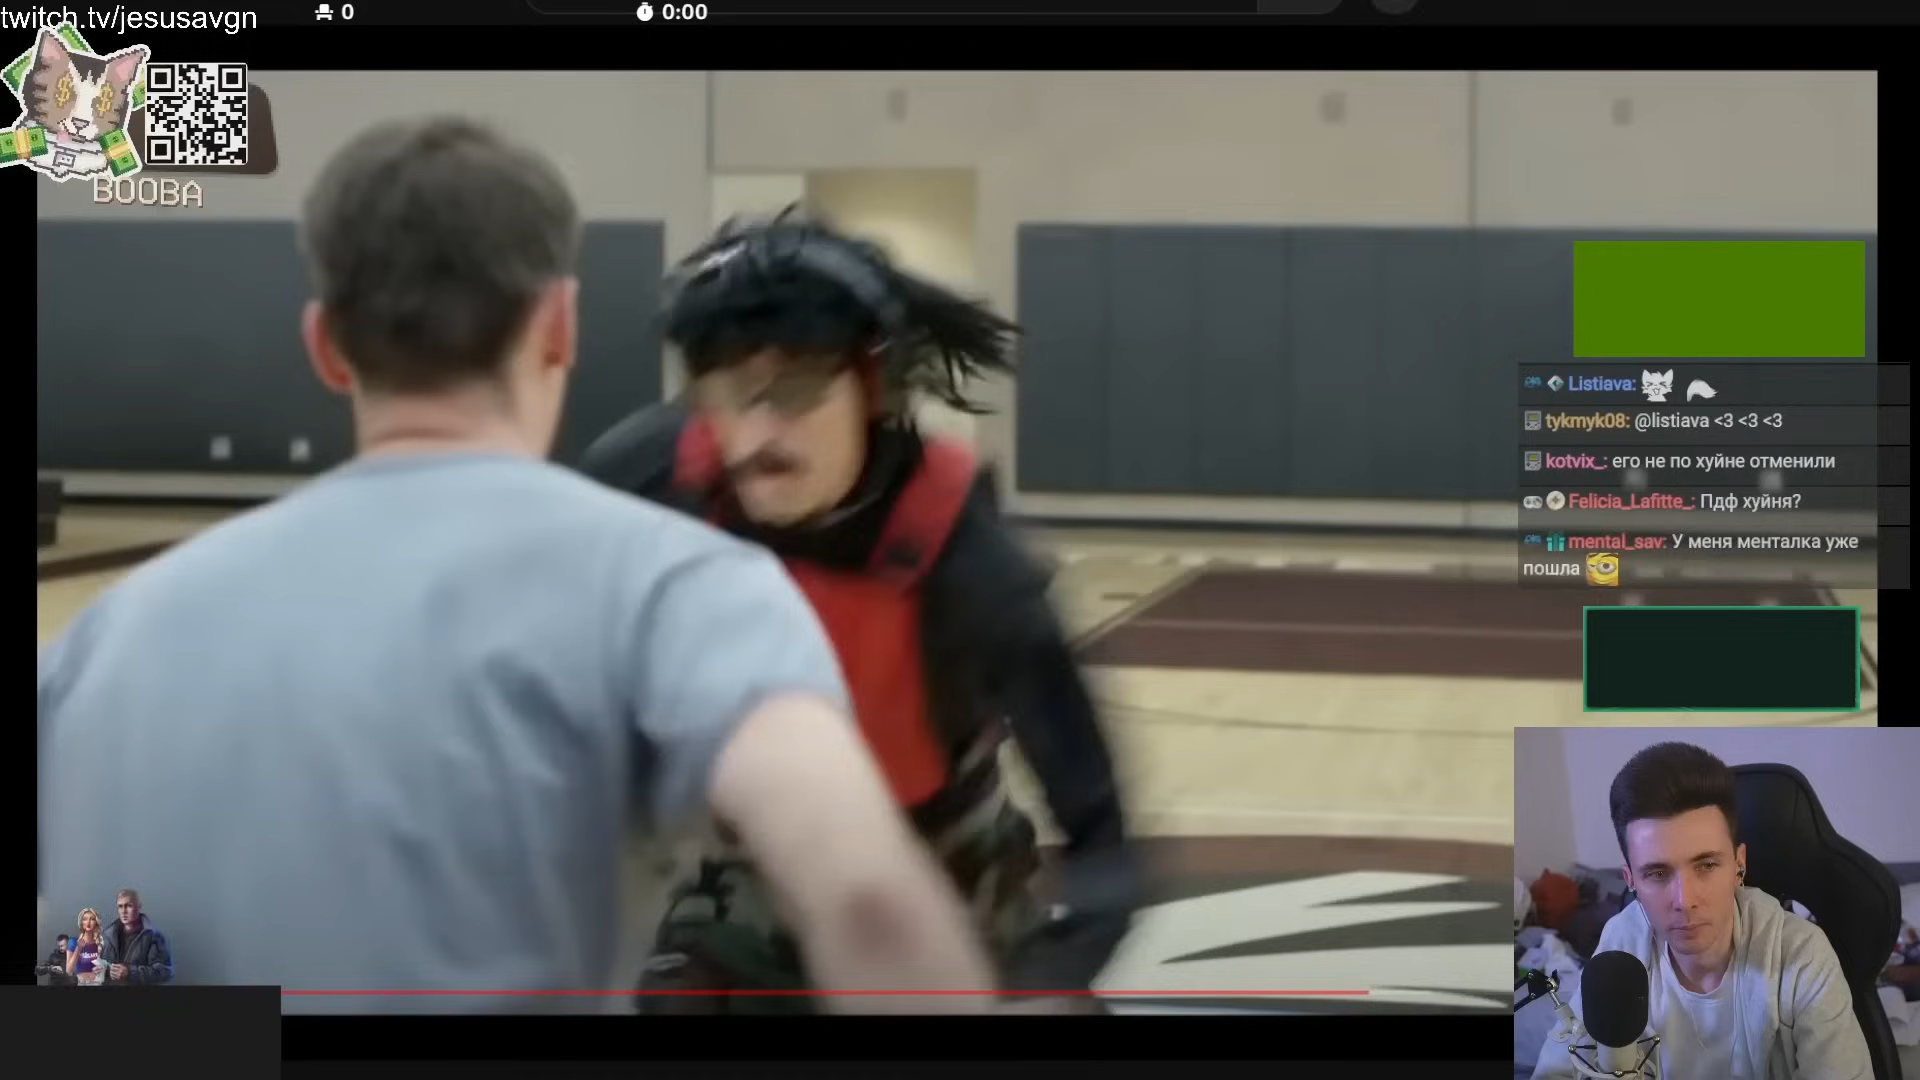 twitch.tv/jesusavgn
0
0:00
BOOBA
Listiava:
tykmyk08: @listiava <3 <3 <3
kotvix_: его не по хуйне отменили
Felicia_Lafitte_: Пдф хуйня?
mental_sav: У меня менталка уже
пошла